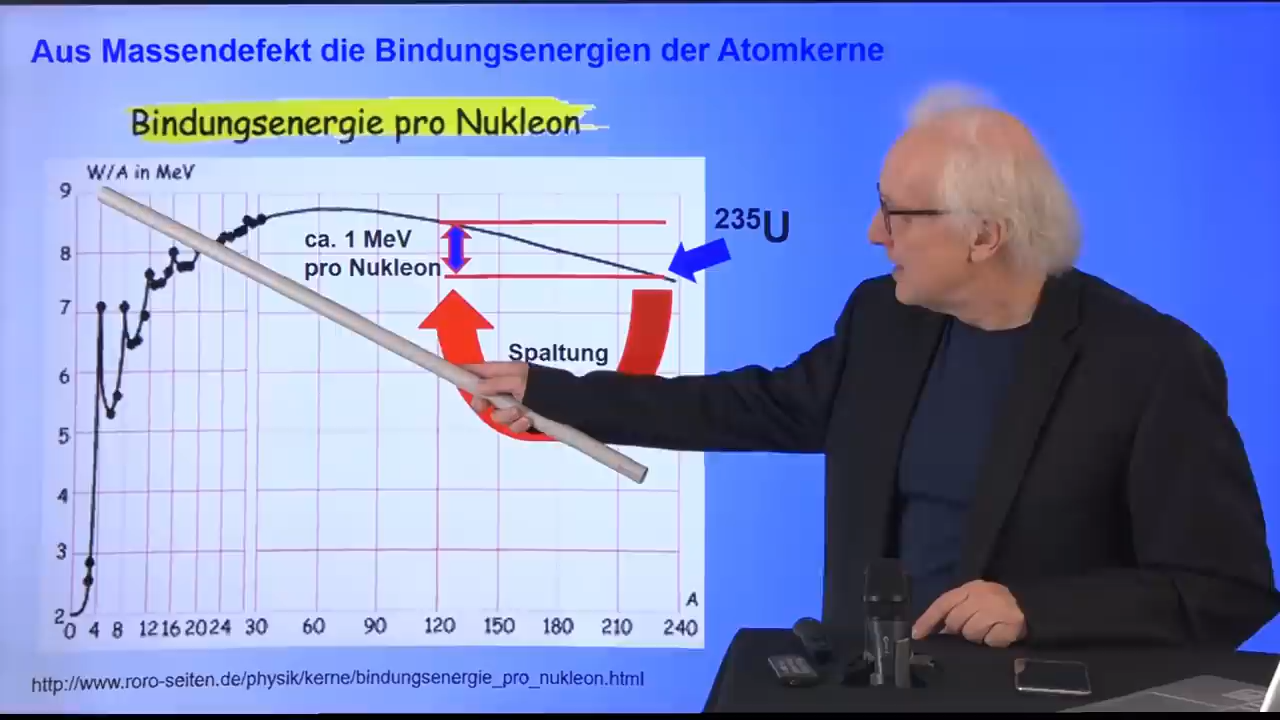 Aus Massendefekt die Bindungsenergien der Atomkerne
Bindungsenergie pro Nukleon
W/A in MeV
9
8
7
6
5
4
3
2
ca. 1 MeV
pro Nukleon
235U
Spaltung
A
0 4 8 12 16 20 24 30 60 90 120 150 180 210 240
http://www.roro-seiten.de/physik/kerne/bindungsenergie_pro_nukleon.html